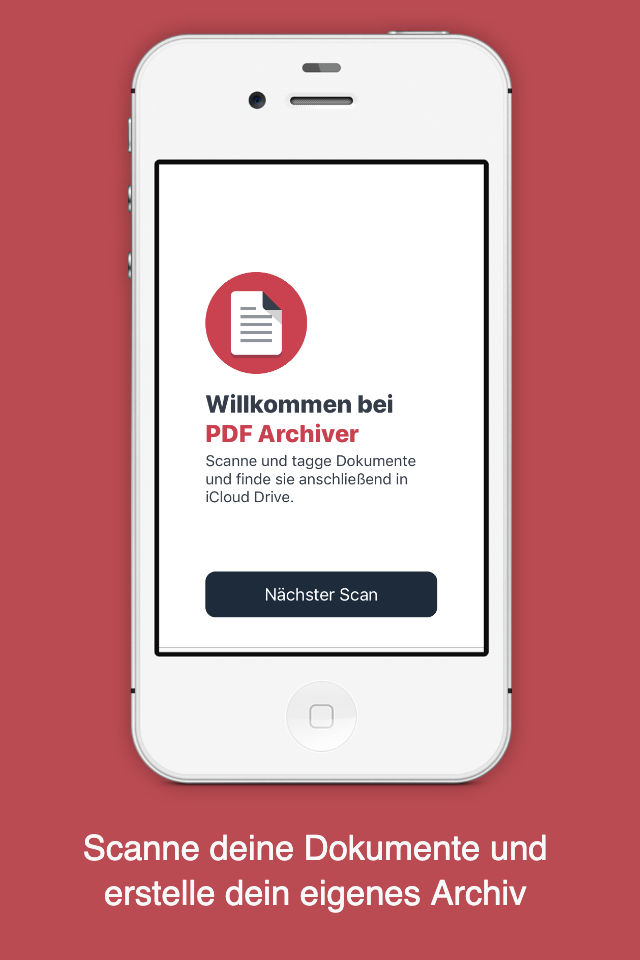 Willkommen bei
PDF Archiver
Scanne und tagge Dokumente
und finde sie anschließend in
iCloud Drive.
Nächster Scan
Scanne deine Dokumente und
erstelle dein eigenes Archiv